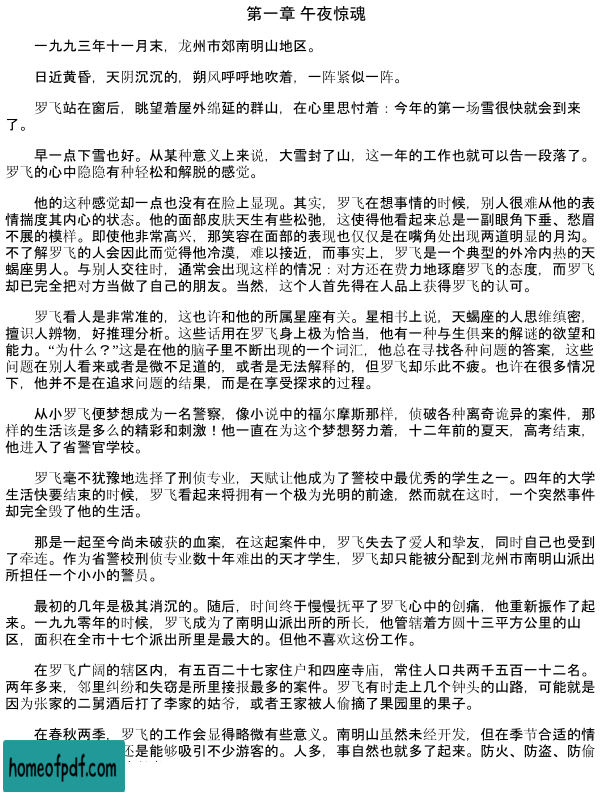 第一章 午夜惊魂
一九九三年十一月末，龙州市郊南明山地区。
日近黄昏，天阴沉沉的，朔风呼呼地吹着，一阵紧似一阵。
罗飞站在窗后，眺望着屋外绵延的群山，在心里思忖着：今年的第一场雪很快就会到来
了。
早一点下雪也好。从某种意义上来说，大雪封了山，这一年的工作也就可以告一段落了。
罗飞的心中隐隐有种轻松和解脱的感觉。
他的这种感觉却一点也没有在脸上显现。其实，罗飞在想事情的时候，别人很难从他的表
情揣度其内心的状态。他的面部皮肤天生有些松弛，这使得他看起来总是一副眼角下垂、愁眉
不展的模样。即使他非常高兴，那笑容在面部的表现也仅仅是在嘴角处出现两道明显的月沟。
不了解罗飞的人会因此而觉得他冷漠，难以接近，而事实上，罗飞是一个典型的外冷内热的天
蝎座男人。与别人交往时，通常会出现这样的情况：对方还在费力地琢磨罗飞的态度，而罗飞
却已完全把对方当做了自己的朋友。当然，这个人首先得在人品上获得罗飞的认可。
罗飞看人是非常准的，这也许和他的所属星座有关。星相书上说，天蝎座的人思维缜密，
擅识人辨物，好推理分析。这些话用在罗飞身上极为恰当，他有一种与生俱来的解谜的欲望和
能力。“为什么？”这是在他的脑子里不断出现的一个词汇，他总在寻找各种问题的答案，这些
问题在别人看来或者是微不足道的，或者是无法解释的，但罗飞却乐此不疲。也许在很多情况
下，他并不是在追求问题的结果，而是在享受探求的过程。
从小罗飞便梦想成为一名警察，像小说中的福尔摩斯那样，侦破各种离奇诡异的案件，那
样的生活该是多么的精彩和刺激！他一直在为这个梦想努力着，十二年前的夏天，高考结束，
他进入了省警官学校。
罗飞毫不犹豫地选择了刑侦专业，天赋让他成为了警校中最优秀的学生之一。四年的大学
生活快要结束的时候，罗飞看起来将拥有一个极为光明的前途，然而就在这时，一个突然事件
却完全毁了他的生活。
那是一起至今尚未破获的血案，在这起案件中，罗飞失去了爱人和挚友，同时自己也受到
了牵连。作为省警校刑侦专业数十年难出的天才学生，罗飞却只能被分配到龙州市南明山派出
所担任一个小小的警员。
最初的几年是极其消沉的。随后，时间终于慢慢抚平了罗飞心中的创痛，他重新振作了起
来。一九九零年的时候，罗飞成为了南明山派出所的所长，他管辖着方圆十三平方公里的山
区，面积在全市十七个派出所里是最大的。但他不喜欢这份工作。
在罗飞广阔的辖区内，有五百二十七家住户和四座寺庙，常住人口共两千五百一十二名。
两年多来，邻里纠纷和失窃是所里接报最多的案件。罗飞有时走上几个钟头的山路，可能就是
因为张家的二舅酒后打了李家的姑爷，或者王家被人偷摘了果园里的果子。
在春秋两季，罗飞的工作会显得略微有些意义。南明山虽然未经开发，但在季节合适的情
还是能够吸引不少游客的。人多，事自然也就多了起来。防火、防盗、防偷
homeofpdf.com